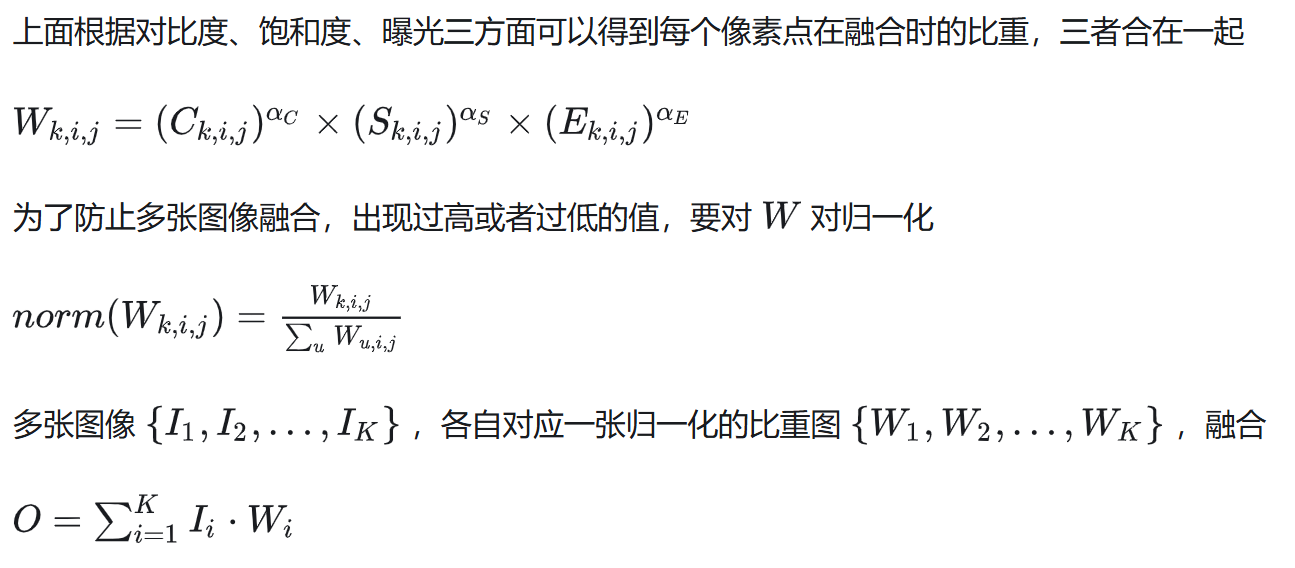 上面根据对比度、饱和度、曝光三方面可以得到每个像素点在融合时的比重，三者合在一起
$W_{k,i,j} = (C_{k,i,j})^{\alpha_C} \times (S_{k,i,j})^{\alpha_S} \times (E_{k,i,j})^{\alpha_E}$
为了防止多张图像融合，出现过高或者过低的值，要对 $W$ 对归一化
$norm(W_{k,i,j}) = \frac{W_{k,i,j}}{\sum_u W_{u,i,j}}$
多张图像 $\{I_1, I_2, \ldots, I_K\}$ ，各自对应一张归一化的比重图 $\{W_1, W_2, \ldots, W_K\}$ ，融合
$O = \sum_{i=1}^{K} I_i \cdot W_i$